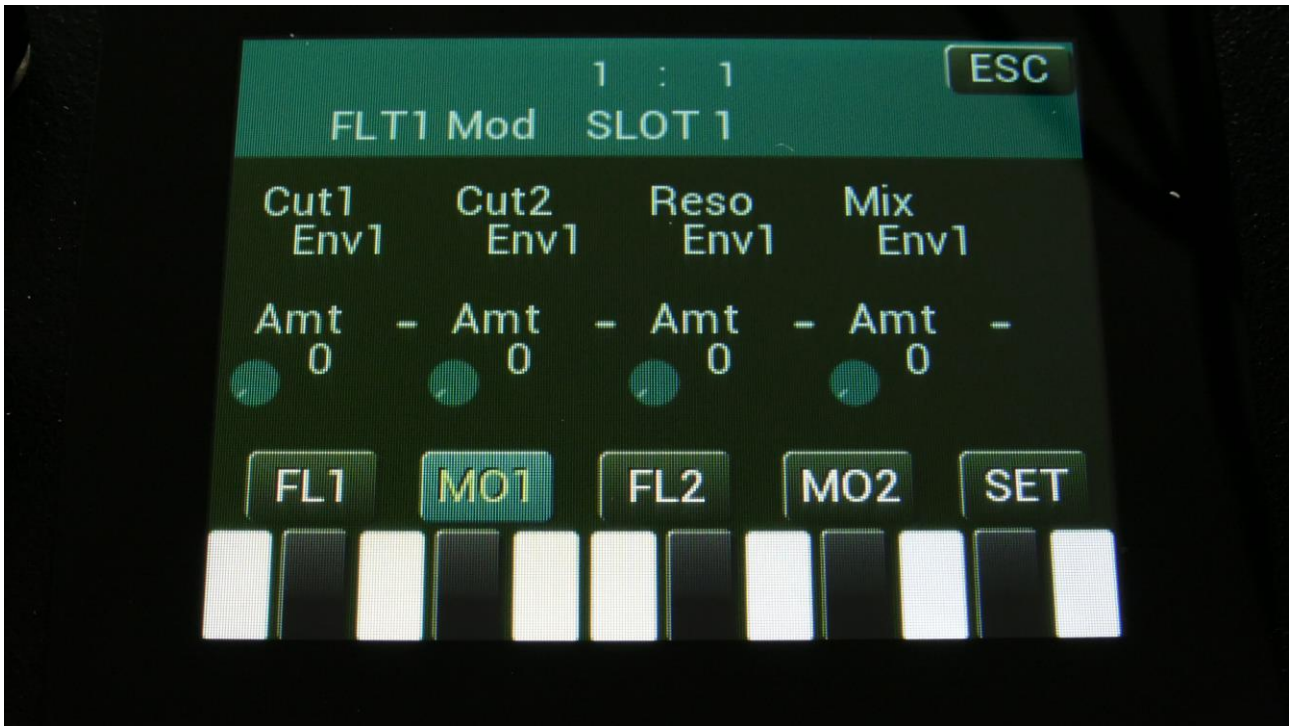 1 : 1 ESC
FLT1 Mod SLOT 1
Cut1 Cut2 Reso Mix
Env1 Env1 Env1 Env1
Amt - Amt - Amt - Amt -
0 0 0 0
FL1 MO1 FL2 MO2 SET